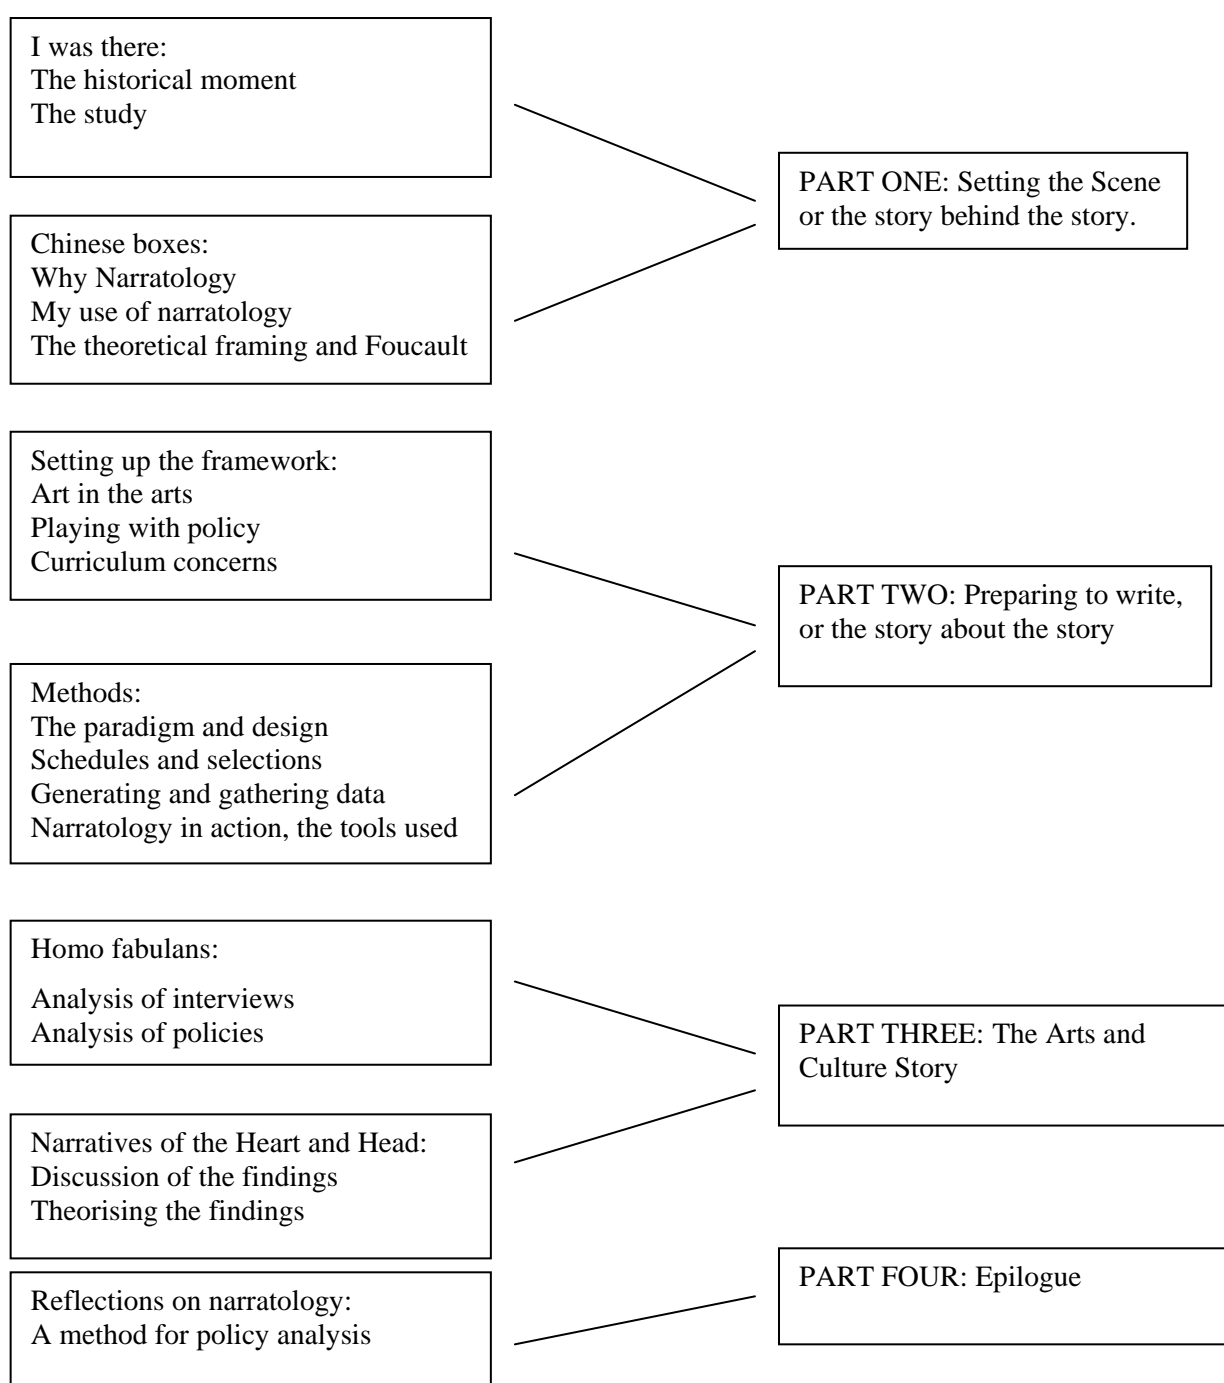 I was there:
The historical moment
The study
PART ONE: Setting the Scene
or the story behind the story.
Chinese boxes:
Why Narratology
My use of narratology
The theoretical framing and Foucault
Setting up the framework:
Art in the arts
Playing with policy
Curriculum concerns
PART TWO: Preparing to write,
or the story about the story
Methods:
The paradigm and design
Schedules and selections
Generating and gathering data
Narratology in action, the tools used
Homo fabulans:
Analysis of interviews
Analysis of policies
PART THREE: The Arts and
Culture Story
Narratives of the Heart and Head:
Discussion of the findings
Theorising the findings
PART FOUR: Epilogue
Reflections on narratology:
A method for policy analysis